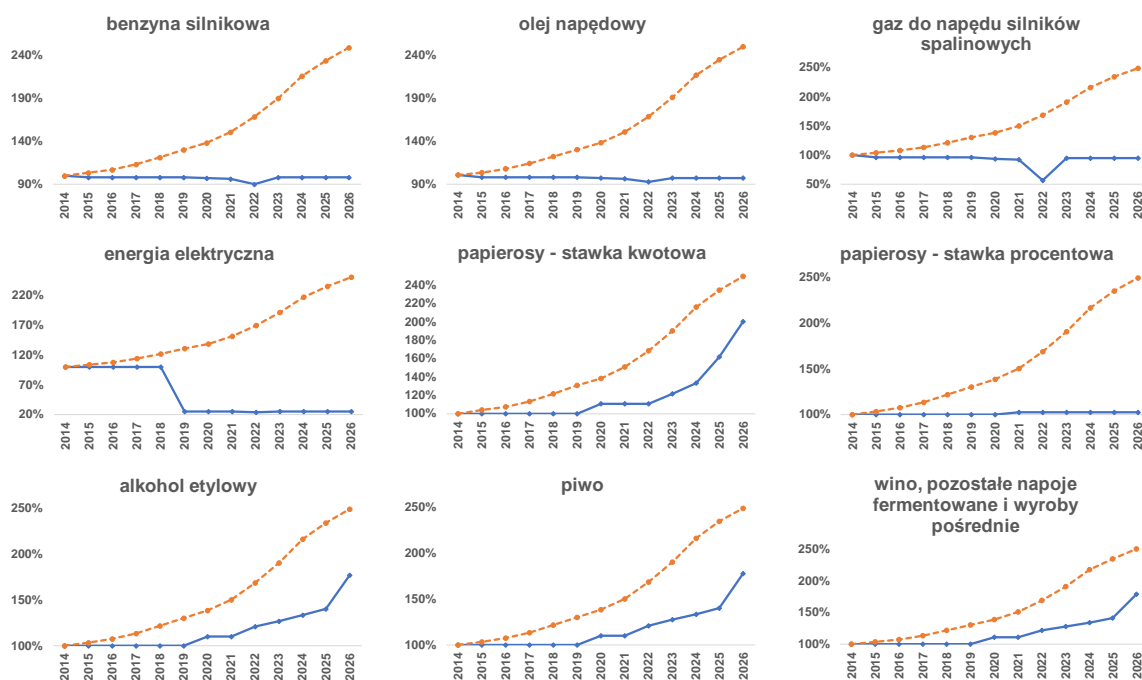 benzyna silnikowa
240%
190%
140%
90%
2014 2015 2016 2017 2018 2019 2020 2021 2022 2023 2024 2025 2026
olej napędowy
240%
190%
140%
90%
2014 2015 2016 2017 2018 2019 2020 2021 2022 2023 2024 2025 2026
gaz do napędu silników
spalinowych
250%
200%
150%
100%
50%
2014 2015 2016 2017 2018 2019 2020 2021 2022 2023 2024 2025 2026
energia elektryczna
220%
170%
120%
70%
20%
2014 2015 2016 2017 2018 2019 2020 2021 2022 2023 2024 2025 2026
papierosy - stawka kwotowa
240%
200%
180%
160%
140%
120%
100%
2014 2015 2016 2017 2018 2019 2020 2021 2022 2023 2024 2025 2026
papierosy - stawka procentowa
250%
200%
150%
100%
2014 2015 2016 2017 2018 2019 2020 2021 2022 2023 2024 2025 2026
alkohol etylowy
250%
200%
150%
100%
2014 2015 2016 2017 2018 2019 2020 2021 2022 2023 2024 2025 2026
piwo
250%
200%
150%
100%
2014 2015 2016 2017 2018 2019 2020 2021 2022 2023 2024 2025 2026
wino, pozostałe napoje
fermentowane i wyroby
pośrednie
250%
200%
150%
100%
2014 2015 2016 2017 2018 2019 2020 2021 2022 2023 2024 2025 2026